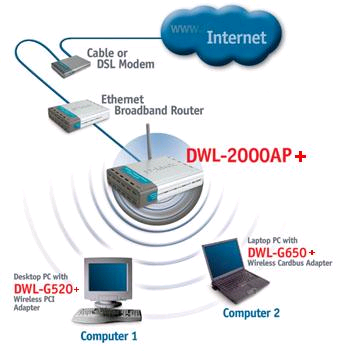 www.
Internet
Cable or
DSL Modem
Ethernet
Broadband Router
DWL-2000AP+
Laptop PC with
DWL-G650+
Wireless Cardbus Adapter
Desktop PC with
DWL-G520+
Wireless PCI
Adapter
Computer 2
Computer 1